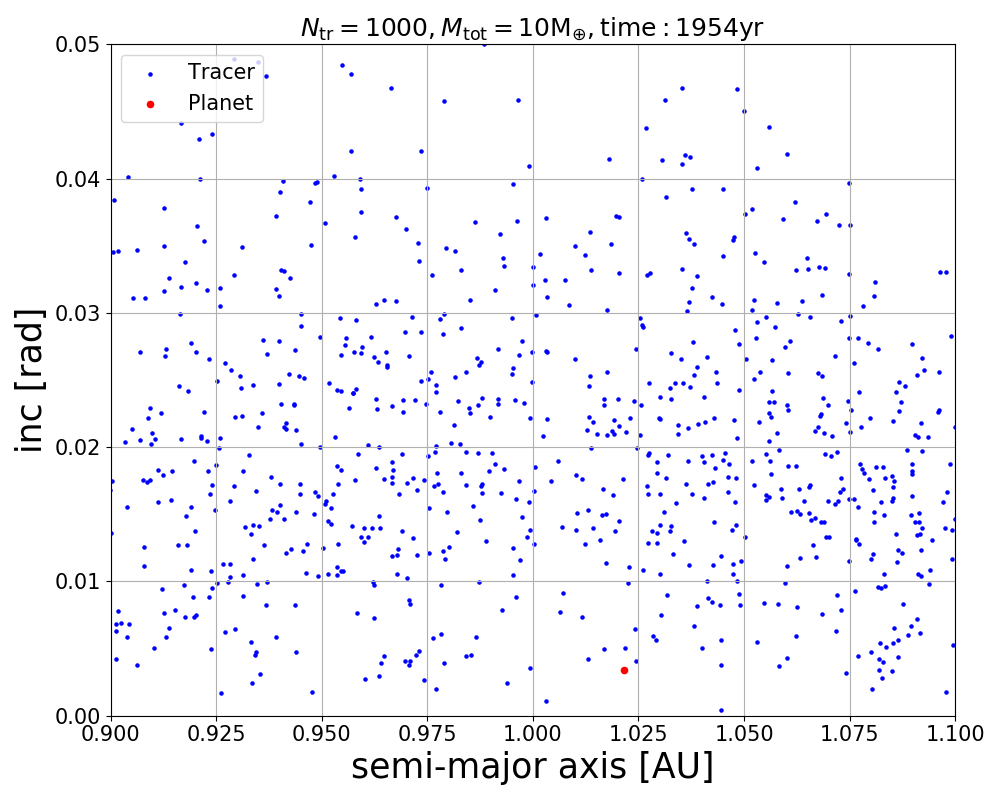 N_tr = 1000, M_tot = 10M_⊕, time : 1954yr
Tracer
Planet
inc [rad]
0.05
0.04
0.03
0.02
0.01
0.00
0.900 0.925 0.950 0.975 1.000 1.025 1.050 1.075 1.100
semi-major axis [AU]